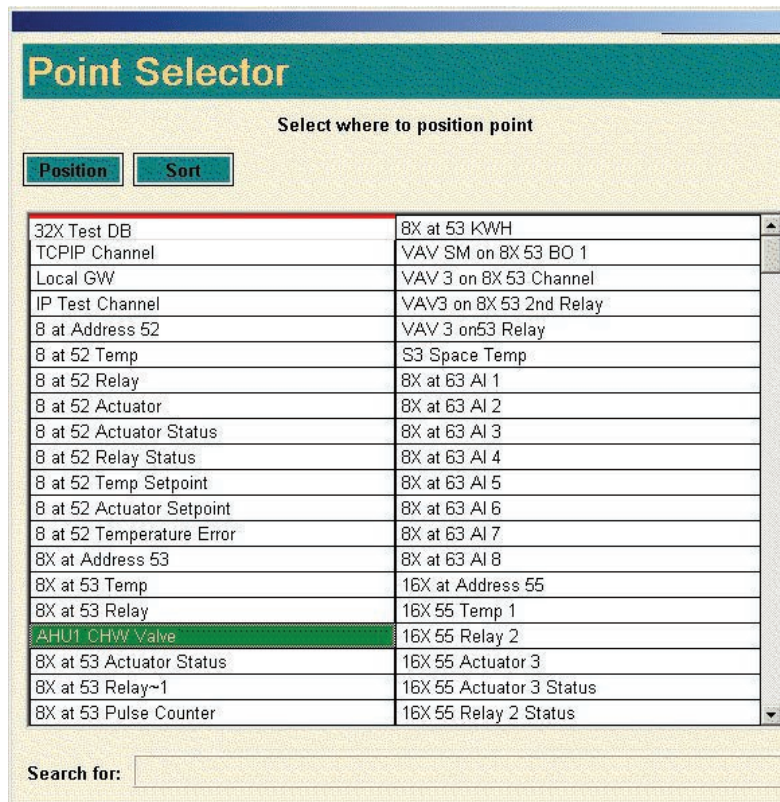 Point Selector
Select where to position point
Position Sort
32X Test DB
TCPIP Channel
Local GW
IP Test Channel
8 at Address 52
8 at 52 Temp
8 at 52 Relay
8 at 52 Actuator
8 at 52 Actuator Status
8 at 52 Relay Status
8 at 52 Temp Setpoint
8 at 52 Actuator Setpoint
8 at 52 Temperature Error
8X at Address 53
8X at 53 Temp
8X at 53 Relay
AHU1 CHW Valve
8X at 53 Actuator Status
8X at 53 Relay~1
8X at 53 Pulse Counter
8X at 53 KWH
VAV SM on 8X 53 BO 1
VAV 3 on 8X 53 Channel
VAV3 on 8X 53 2nd Relay
VAV 3 on53 Relay
S3 Space Temp
8X at 63 AI 1
8X at 63 AI 2
8X at 63 AI 3
8X at 63 AI 4
8X at 63 AI 5
8X at 63 AI 6
8X at 63 AI 7
8X at 63 AI 8
16X at Address 55
16X 55 Temp 1
16X 55 Relay 2
16X 55 Actuator 3
16X 55 Actuator 3 Status
16X 55 Relay 2 Status
Search for: